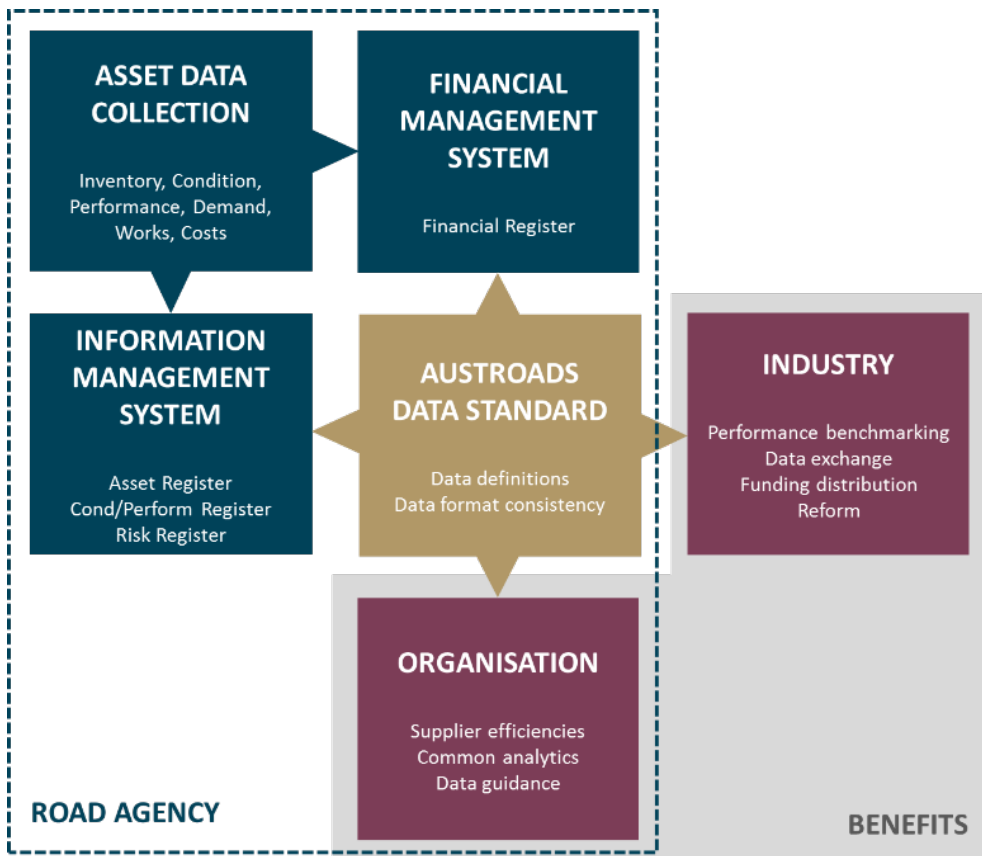 ASSET DATA
COLLECTION
Inventory, Condition,
Performance, Demand,
Works, Costs
FINANCIAL
MANAGEMENT
SYSTEM
Financial Register
INFORMATION
MANAGEMENT
SYSTEM
Asset Register
Cond/Perform Register
Risk Register
AUSTROADS
DATA STANDARD
Data definitions
Data format consistency
INDUSTRY
Performance benchmarking
Data exchange
Funding distribution
Reform
ORGANISATION
Supplier efficiencies
Common analytics
Data guidance
ROAD AGENCY
BENEFITS